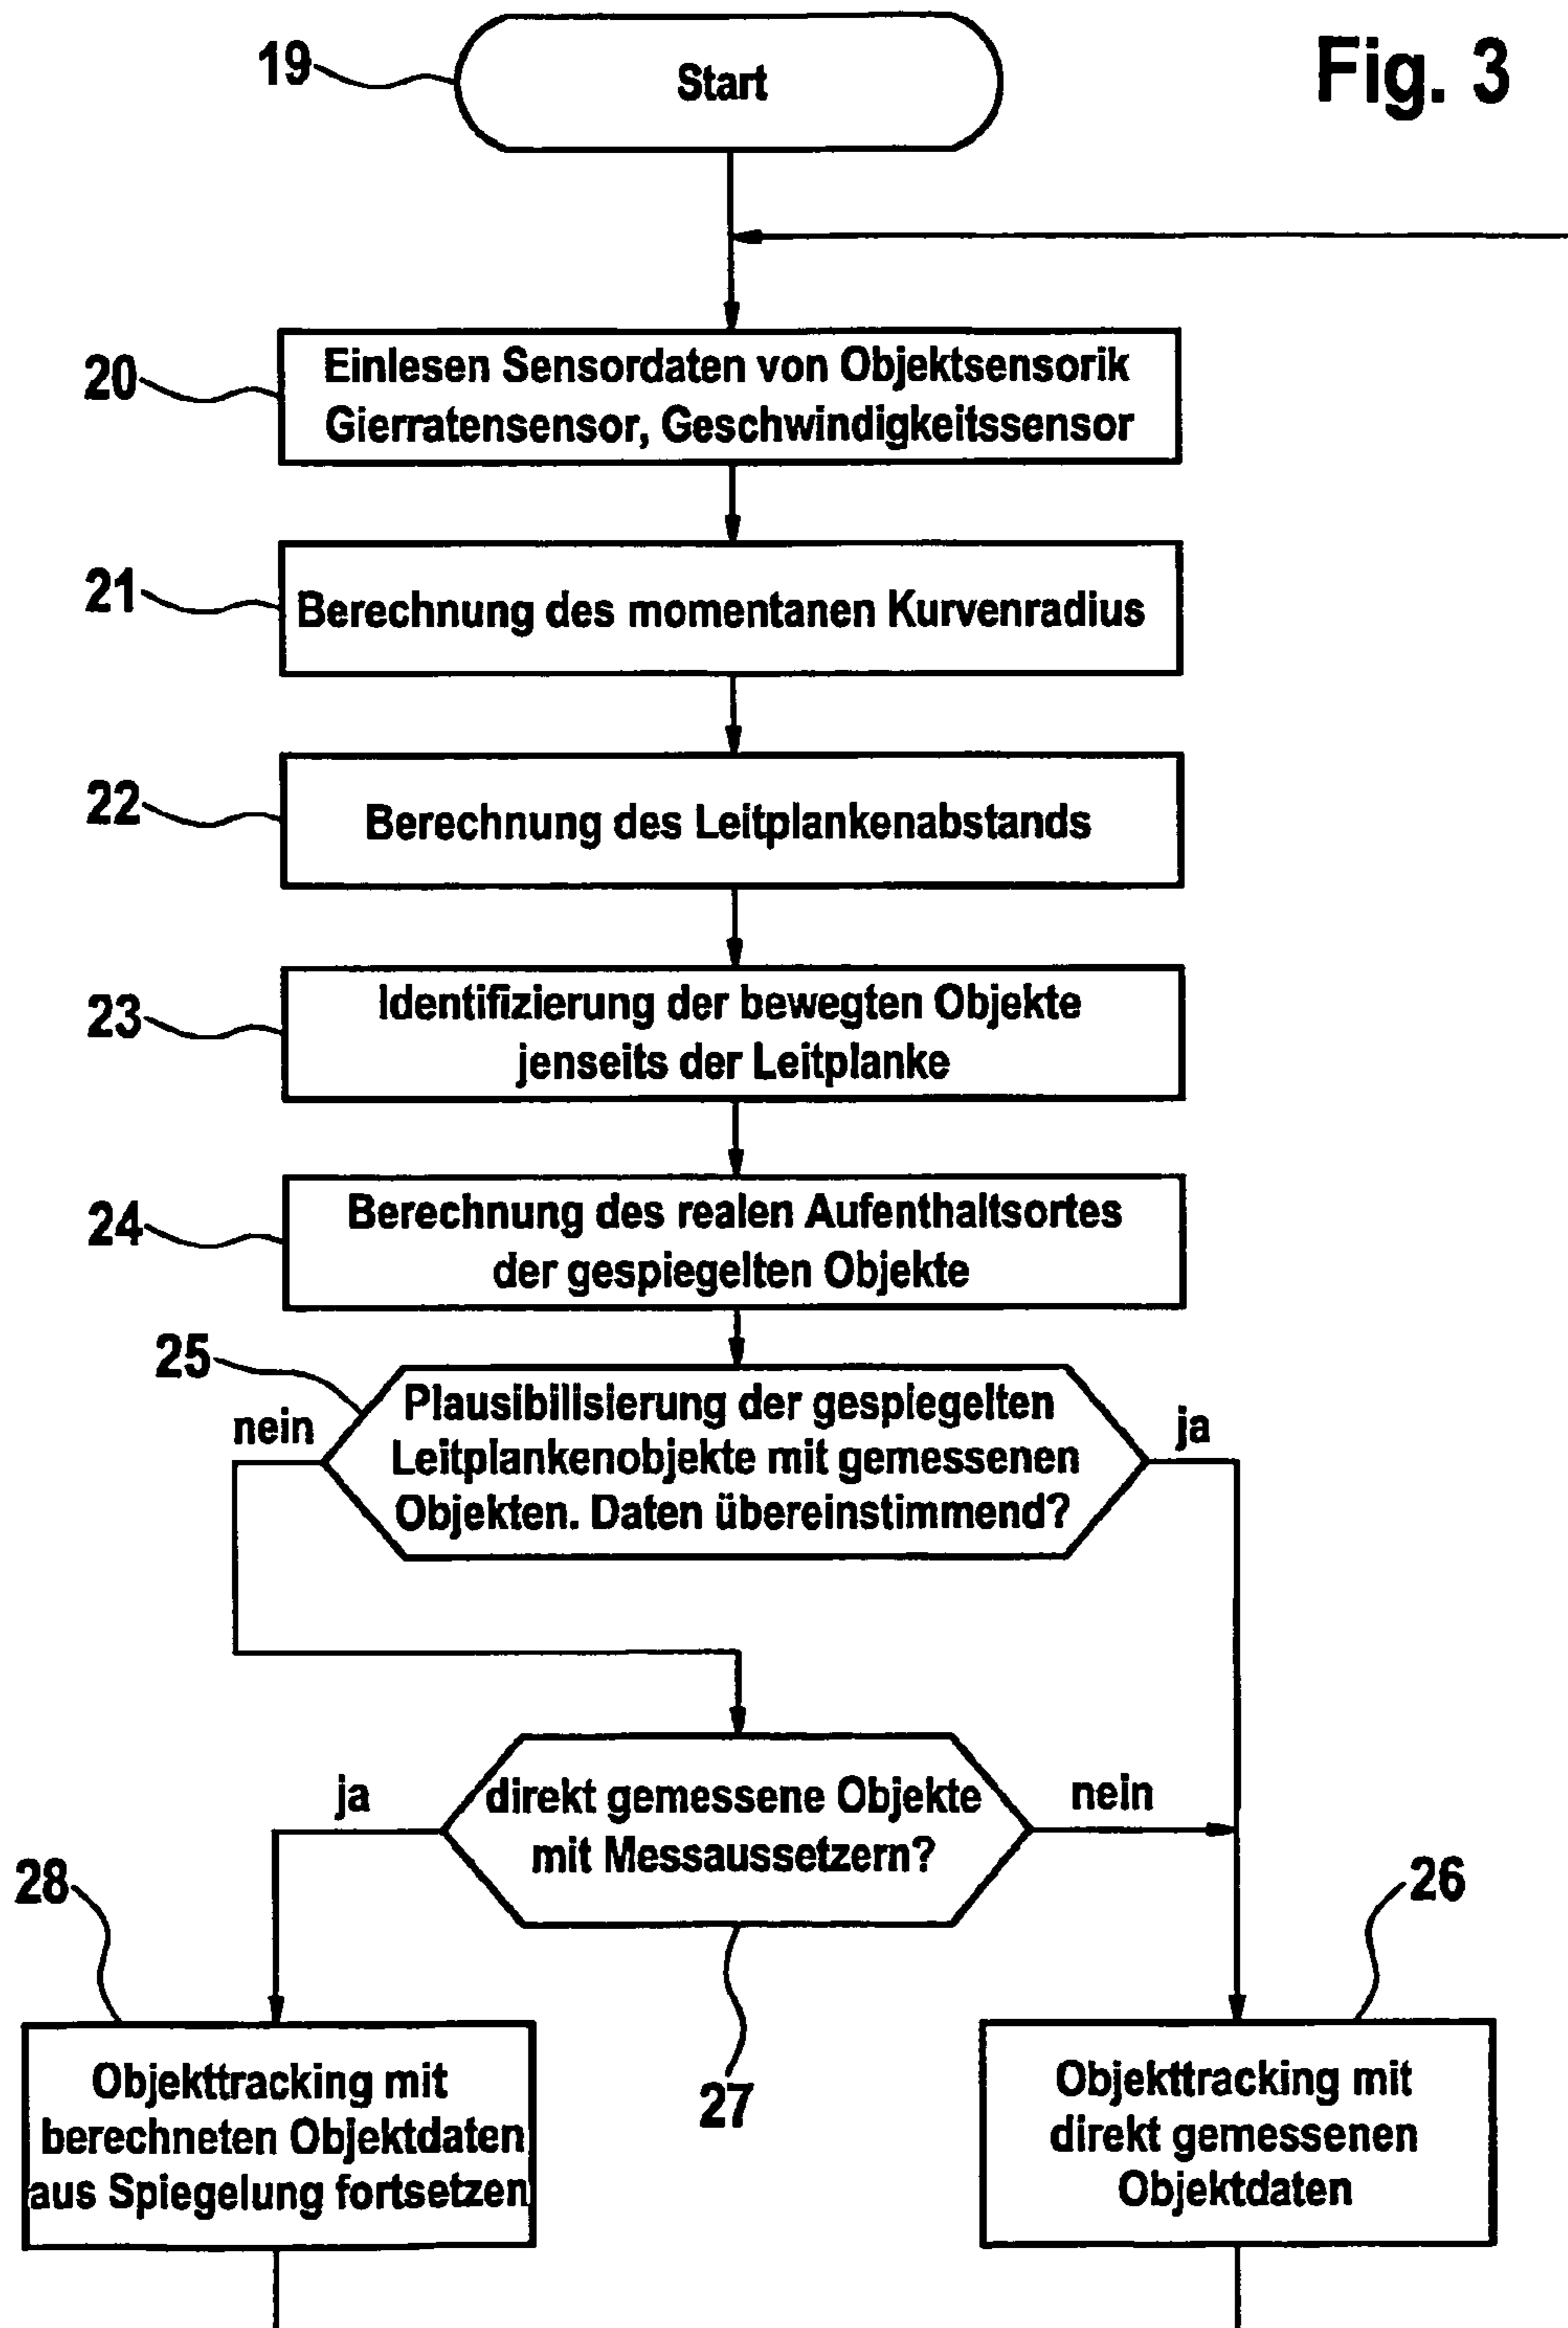 Fig. 3
19
Start
20
Einlesen Sensordaten von Objektsensorik
Gierratensensor, Geschwindigkeitssensor
21
Berechnung des momentanen Kurvenradius
22
Berechnung des Leitplankenabstands
23
Identifizierung der bewegten Objekte
jenseits der Leitplanke
24
Berechnung des realen Aufenthaltsortes
der gespiegelten Objekte
25
nein
Plausibilisierung der gespiegelten
Leitplankenobjekte mit gemessenen
Objekten. Daten übereinstimmend?
ja
ja
direkt gemessene Objekte
mit Messaussetzern?
nein
27
28
Objekttracking mit
berechneten Objektdaten
aus Spiegelung fortsetzen
26
Objekttracking mit
direkt gemessenen
Objektdaten